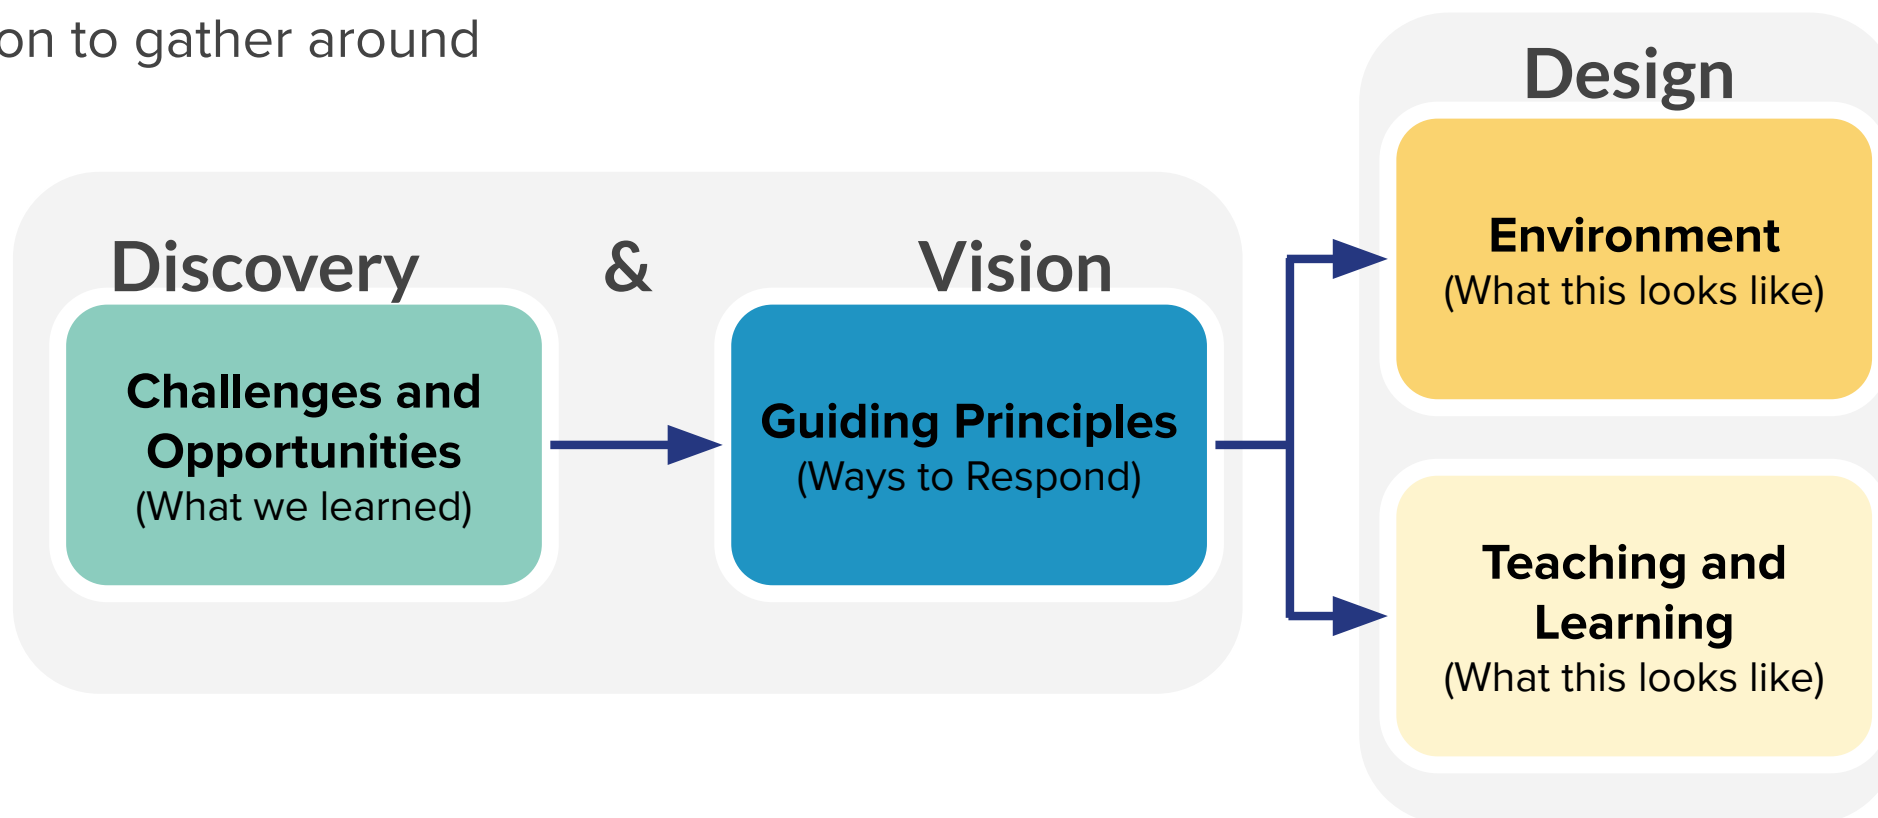 on to gather around
Discovery & Vision
Challenges and
Opportunities
(What we learned)
Guiding Principles
(Ways to Respond)
Design
Environment
(What this looks like)
Teaching and
Learning
(What this looks like)